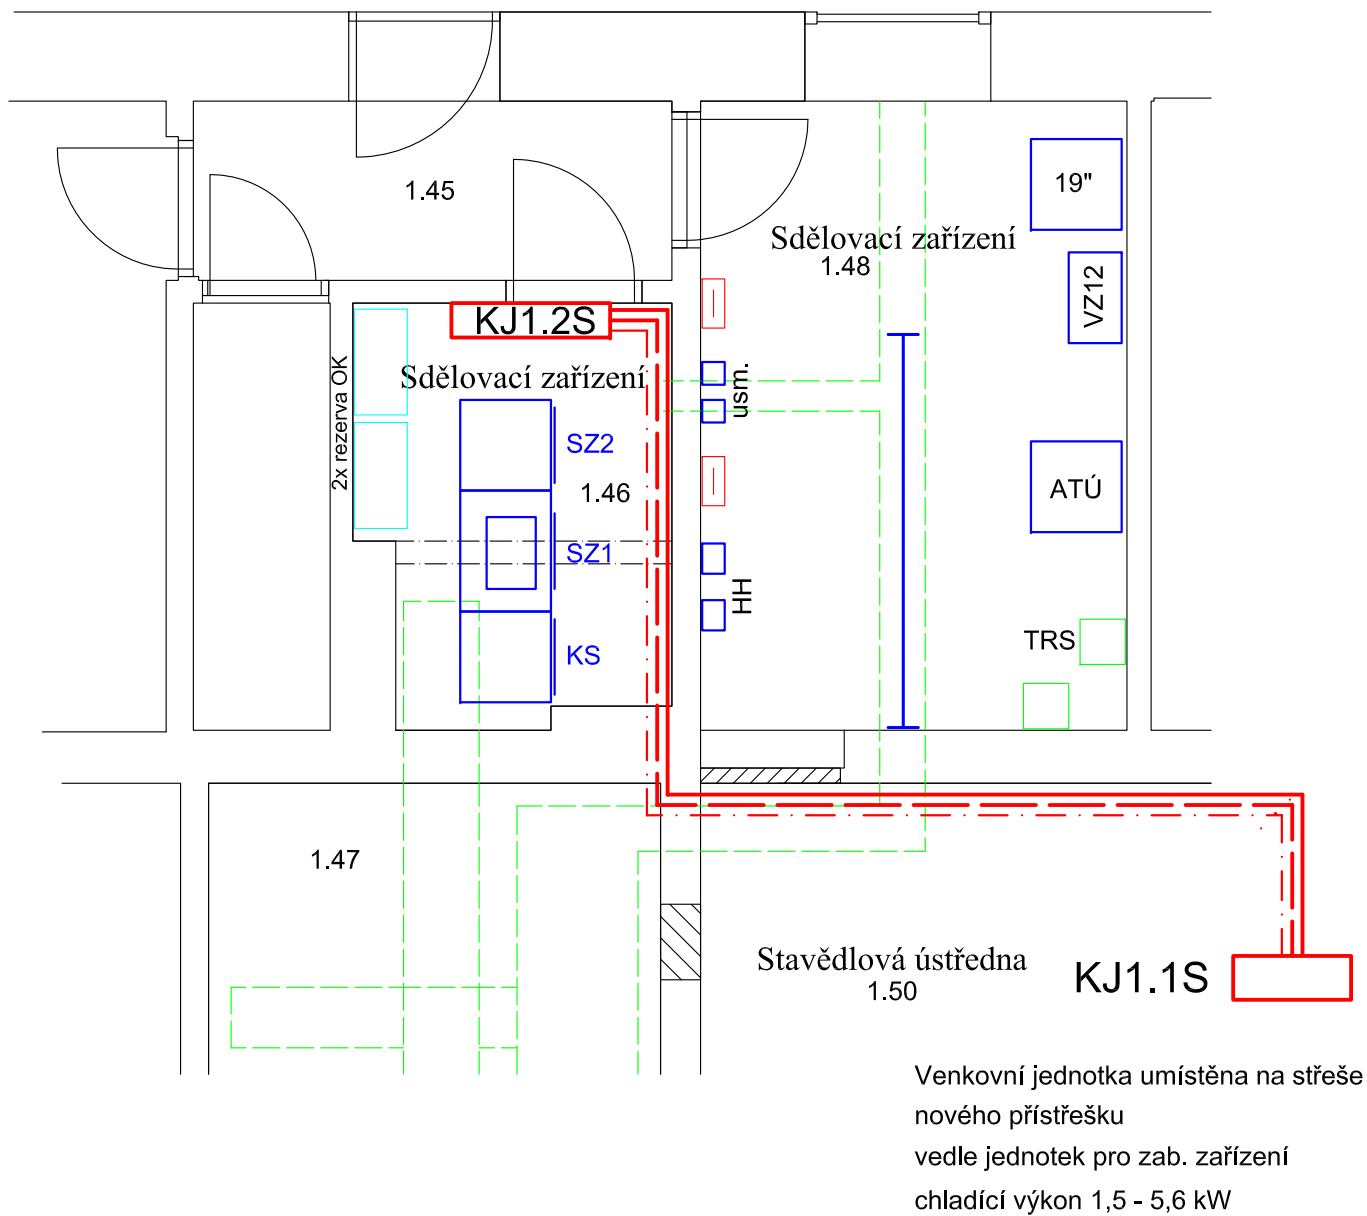 1.45
19"
Sdělovací zařízení
1.48
VZ12
KJ1.2S
2x rezerva OK
Sdělovací zařízení
usm.
SZ2
1.46
ATÚ
SZ1
HH
KS
TRS
1.47
Stavědlová ústředna
1.50
KJ1.1S
Venkovní jednotka umístěna na střeše
nového přístřešku
vedle jednotek pro zab. zařízení
chladící výkon 1,5 - 5,6 kW